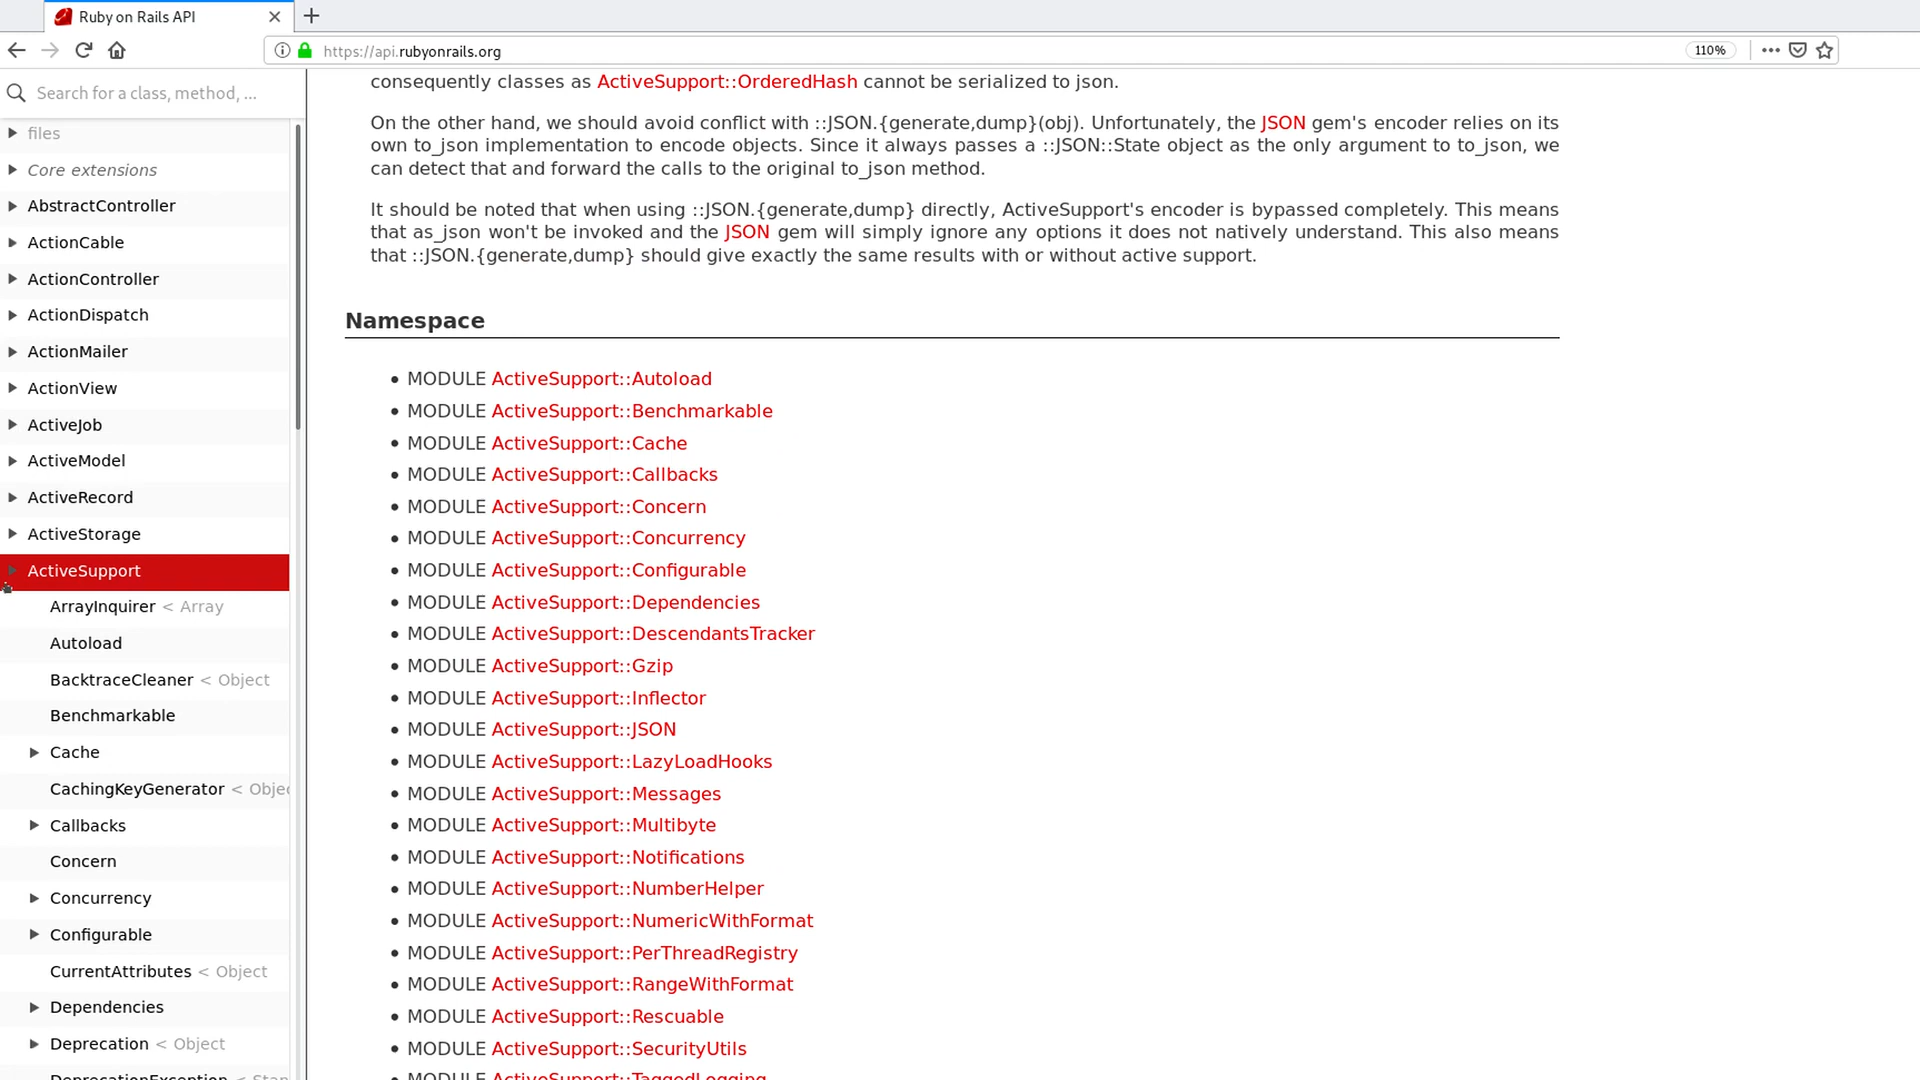 Ruby on Rails API
https://api.rubyonrails.org
110%
Search for a class, method, ...
files
Core extensions
AbstractController
ActionCable
ActionController
ActionDispatch
ActionMailer
ActionView
ActiveJob
ActiveModel
ActiveRecord
ActiveStorage
ActiveSupport
ArrayInquirer < Array
Autoload
BacktraceCleaner < Object
Benchmarkable
Cache
CachingKeyGenerator < Objec
Callbacks
Concern
Concurrency
Configurable
CurrentAttributes < Object
Dependencies
Deprecation < Object
DeprecationException < Stan
consequently classes as ActiveSupport::OrderedHash cannot be serialized to json.
On the other hand, we should avoid conflict with ::JSON.{generate,dump}(obj). Unfortunately, the JSON gem's encoder relies on its
own to_json implementation to encode objects. Since it always passes a ::JSON::State object as the only argument to to_json, we
can detect that and forward the calls to the original to_json method.
It should be noted that when using ::JSON.{generate,dump} directly, ActiveSupport's encoder is bypassed completely. This means
that as_json won't be invoked and the JSON gem will simply ignore any options it does not natively understand. This also means
that ::JSON.{generate,dump} should give exactly the same results with or without active support.
Namespace
MODULE ActiveSupport::Autoload
MODULE ActiveSupport::Benchmarkable
MODULE ActiveSupport::Cache
MODULE ActiveSupport::Callbacks
MODULE ActiveSupport::Concern
MODULE ActiveSupport::Concurrency
MODULE ActiveSupport::Configurable
MODULE ActiveSupport::Dependencies
MODULE ActiveSupport::DescendantsTracker
MODULE ActiveSupport::Gzip
MODULE ActiveSupport::Inflector
MODULE ActiveSupport::JSON
MODULE ActiveSupport::LazyLoadHooks
MODULE ActiveSupport::Messages
MODULE ActiveSupport::Multibyte
MODULE ActiveSupport::Notifications
MODULE ActiveSupport::NumberHelper
MODULE ActiveSupport::NumericWithFormat
MODULE ActiveSupport::PerThreadRegistry
MODULE ActiveSupport::RangeWithFormat
MODULE ActiveSupport::Rescuable
MODULE ActiveSupport::SecurityUtils
MODULE ActiveSupport::TaggedLogging